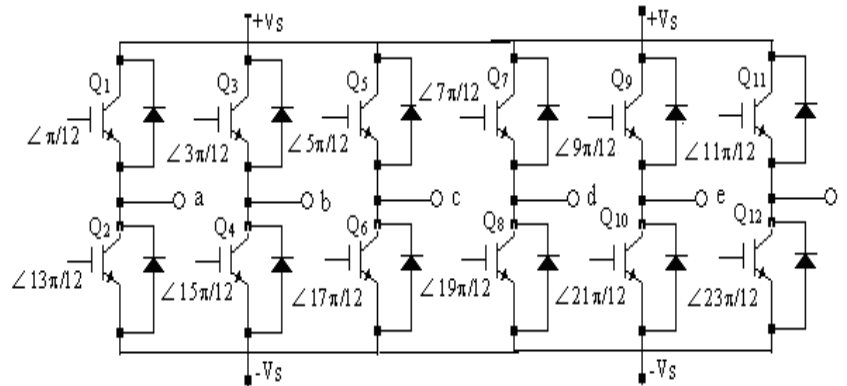 +Vs +Vs
Q1 Q3 Q5 Q7 Q9 Q11
∠π/12 ∠3π/12 ∠5π/12 ∠7π/12 ∠9π/12 ∠11π/12
a b c d e
Q2 Q4 Q6 Q8 Q10 Q12
∠13π/12 ∠15π/12 ∠17π/12 ∠19π/12 ∠21π/12 ∠23π/12
-Vs -Vs